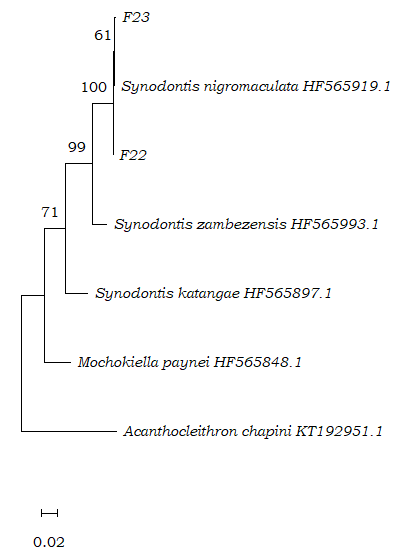 F23
61
100
Synodontis nigromaculata HF565919.1
99
F22
71
Synodontis zambezensis HF565993.1
Synodontis katangae HF565897.1
Mochokiella paynei HF565848.1
Acanthocleithron chapini KT192951.1
0.02